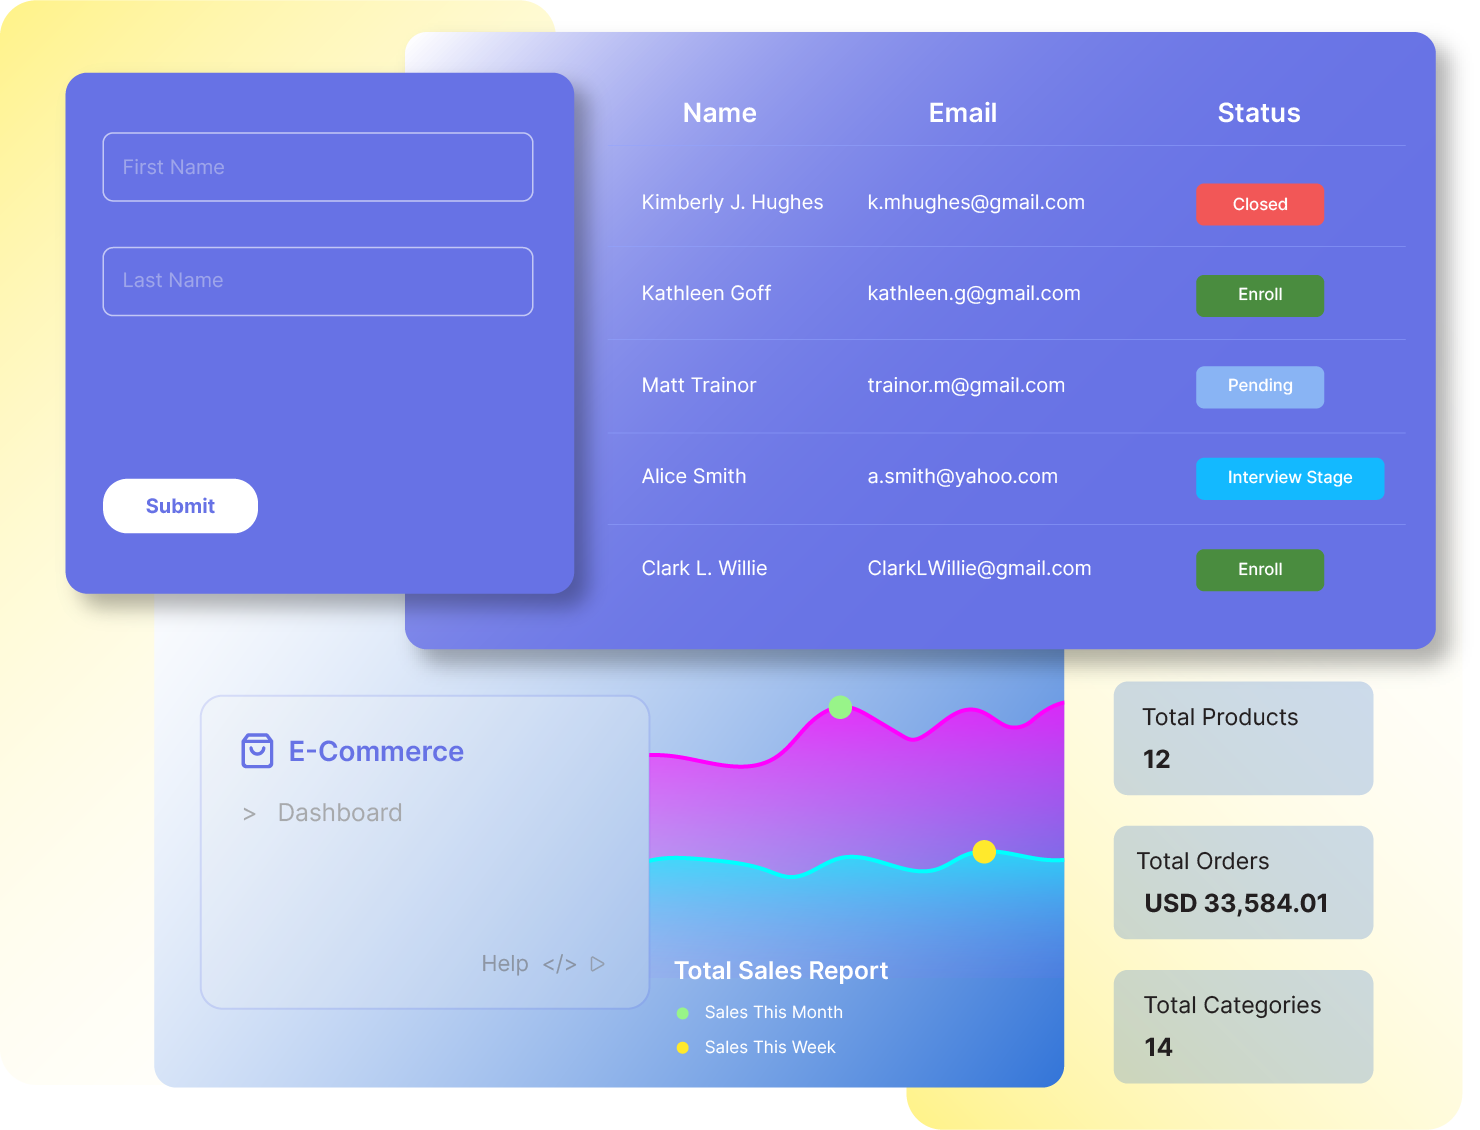 First Name
Last Name
Submit
Name Email Status
Kimberly J. Hughes k.mhughes@gmail.com Closed
Kathleen Goff kathleen.g@gmail.com Enroll
Matt Trainor trainor.m@gmail.com Pending
Alice Smith a.smith@yahoo.com Interview Stage
Clark L. Willie ClarkLWillie@gmail.com Enroll
E-Commerce
> Dashboard
Help </>
Total Sales Report
Sales This Month
Sales This Week
Total Products
12
Total Orders
USD 33,584.01
Total Categories
14